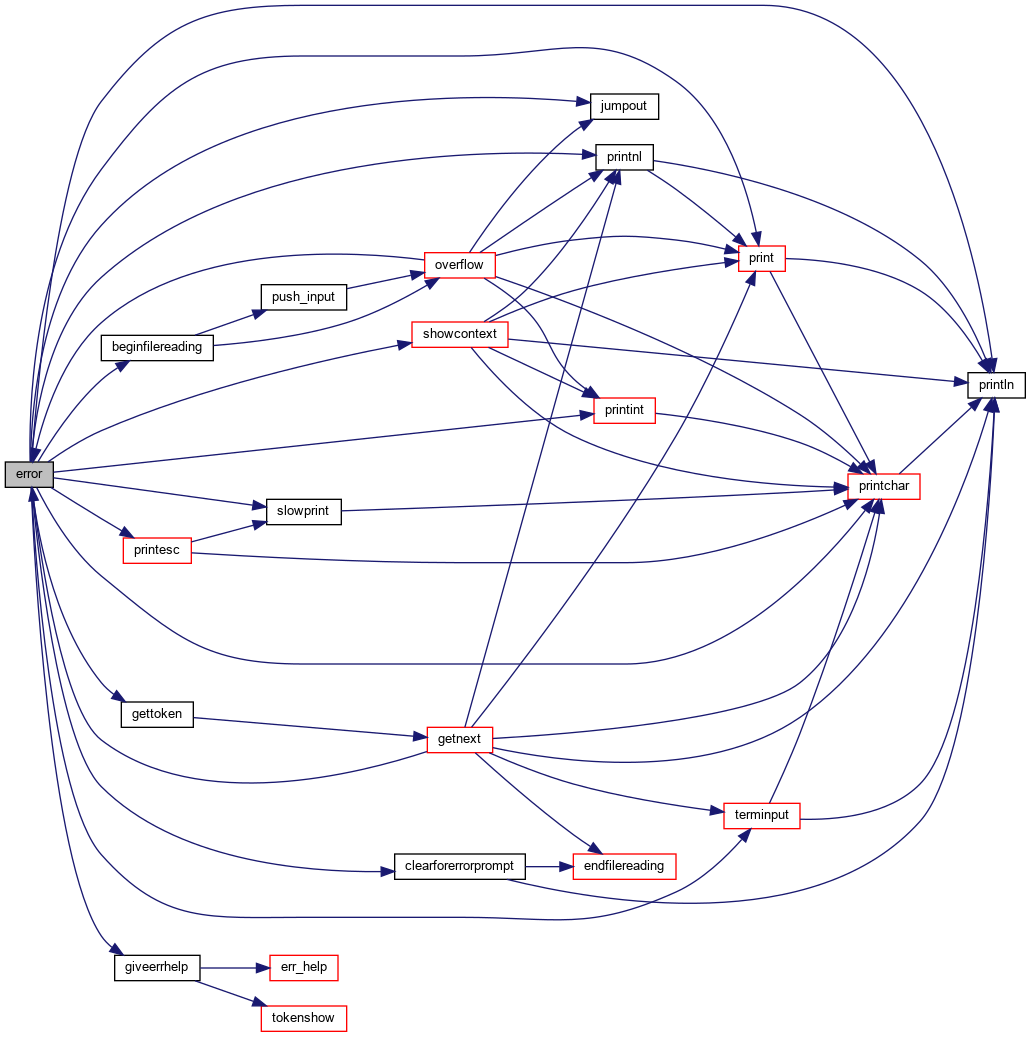 jumpout
printnl
print
overflow
push_input
showcontext
beginfilereading
println
printint
error
printchar
slowprint
printesc
gettoken
getnext
terminput
clearforerrorprompt
endfilereading
giveerrhelp
err_help
tokenshow